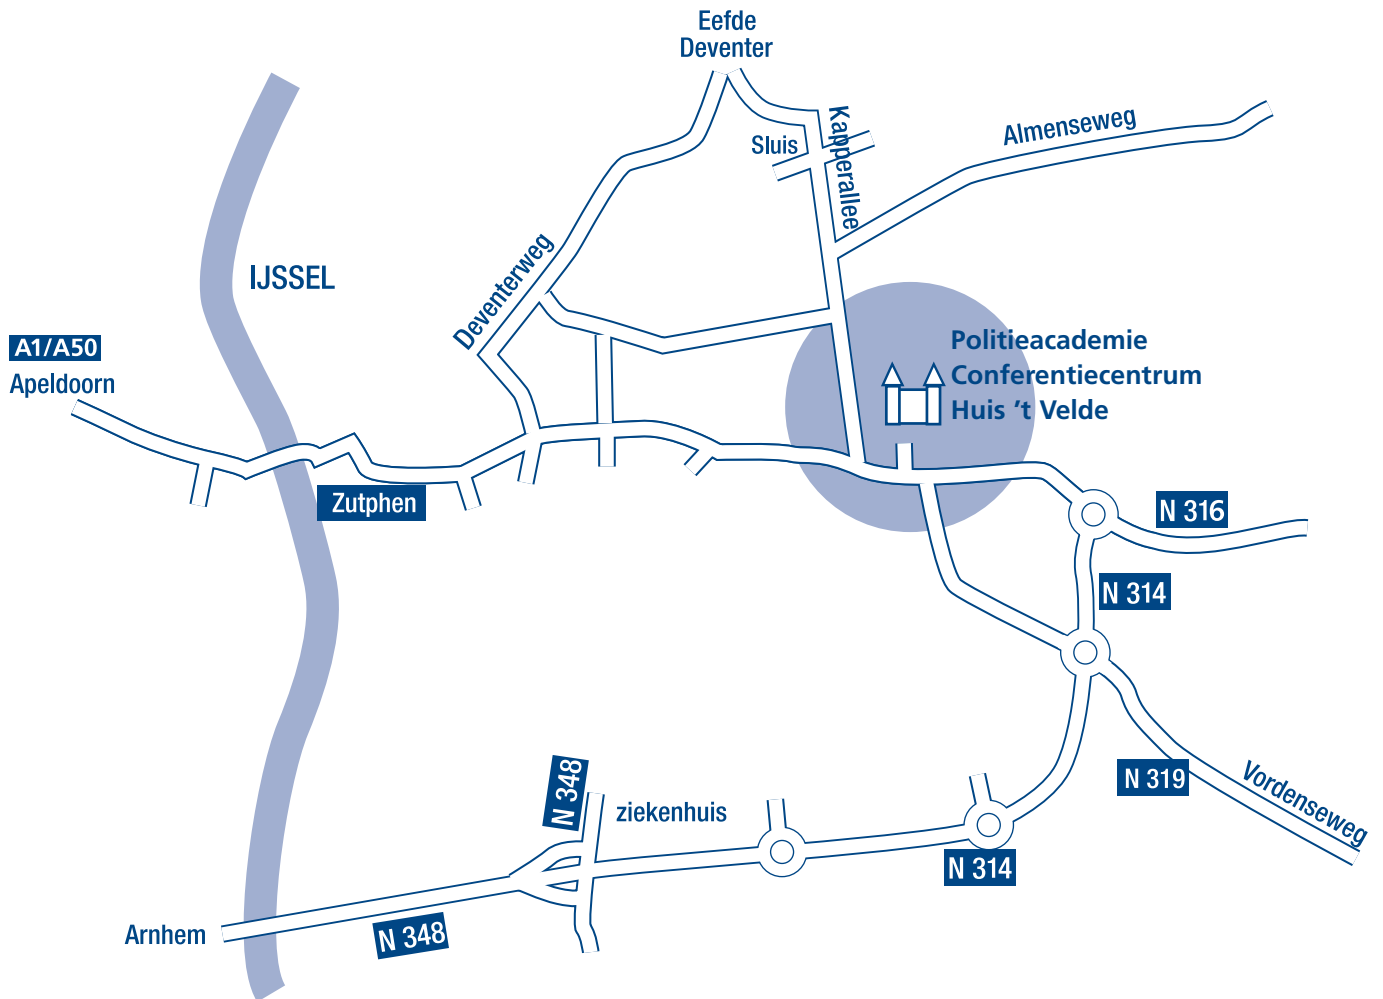 Eefde
Deventer
Kapperallee
Almenseweg
Sluis
IJSSEL
Deventerweg
A1/A50
Apeldoorn
Politieacademie
Conferentiecentrum
Huis ’t Velde
Zutphen
N 316
N 314
N 319
Vordenseweg
N 348
ziekenhuis
N 314
Arnhem
N 348